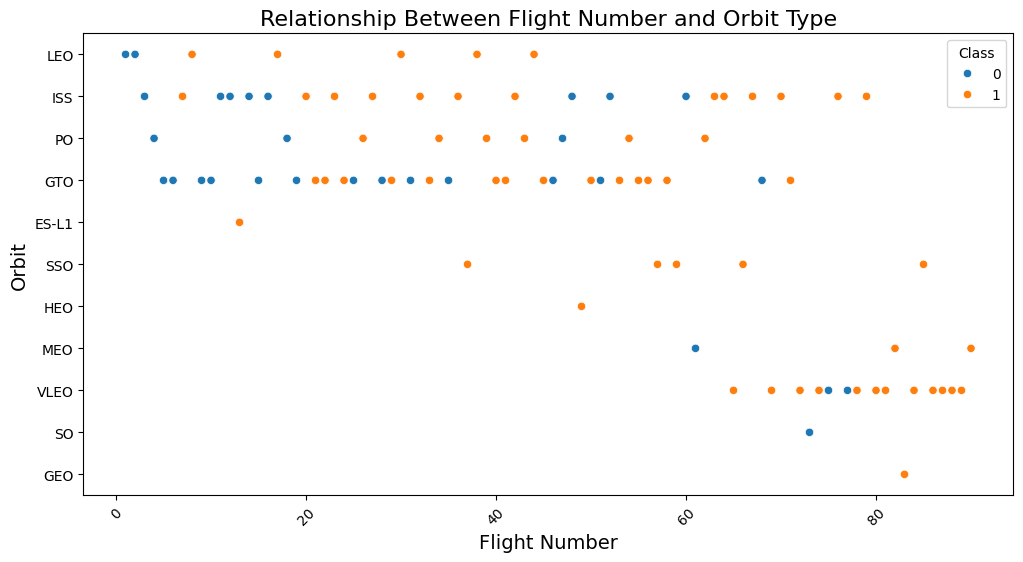 Relationship Between Flight Number and Orbit Type
Class
0
1
LEO
ISS
PO
GTO
ES-L1
SSO
HEO
MEO
VLEO
SO
GEO
Orbit
0
20
40
60
80
Flight Number